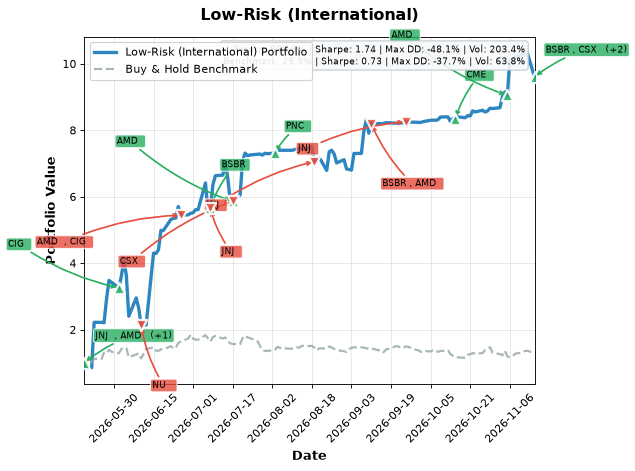 Low-Risk (International)
AMD
BSBR , CSX (+2)
Low-Risk (International) Portfolio
Sharpe: 1.74 | Max DD: -48.1% | Vol: 203.4%
Buy & Hold Benchmark
Benchmark: 29.9% | Sharpe: 0.73 | Max DD: -37.7% | Vol: 63.8%
CME
PNC
AMD
JNJ
BSBR
BSBR , AMD
CIG
AMD , CIG
JNJ
CSX
JNJ , AMD (+1)
NU
10
8
6
4
2
Portfolio Value
2026-05-30
2026-06-15
2026-07-01
2026-07-17
2026-08-02
2026-08-18
2026-09-03
2026-09-19
2026-10-05
2026-10-21
2026-11-06
Date